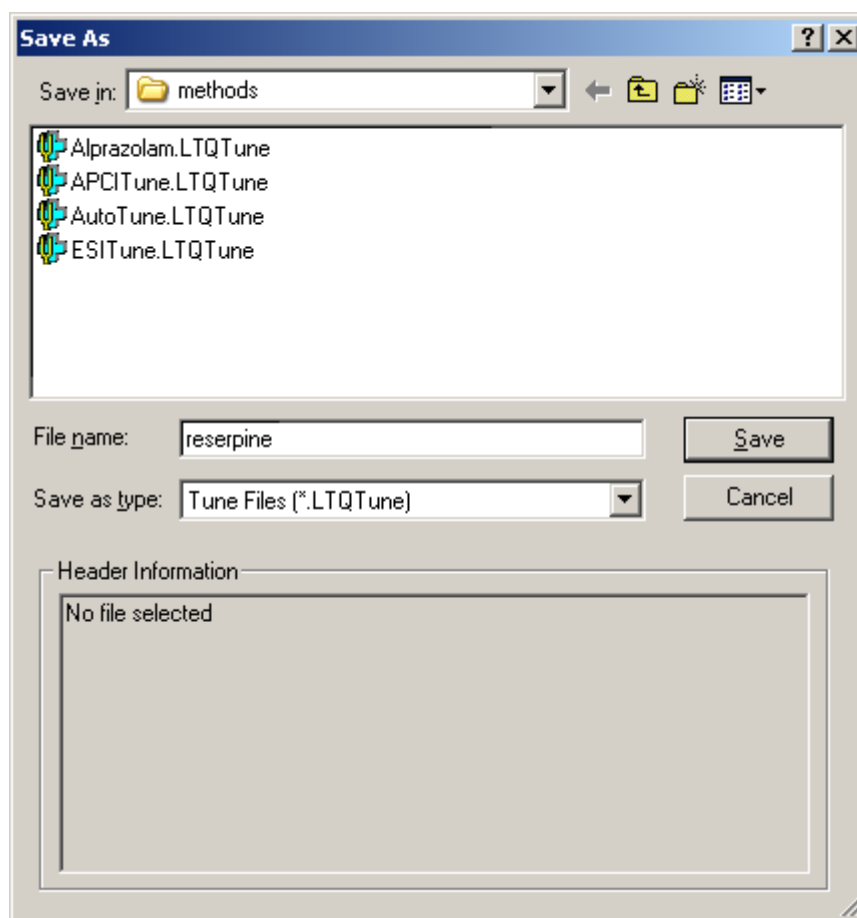 Save As
Save in: methods
Alprazolam.LTQTune
APCITune.LTQTune
AutoTune.LTQTune
ESITune.LTQTune
File name: reserpine Save
Save as type: Tune Files (*.LTQTune) Cancel
Header Information
No file selected